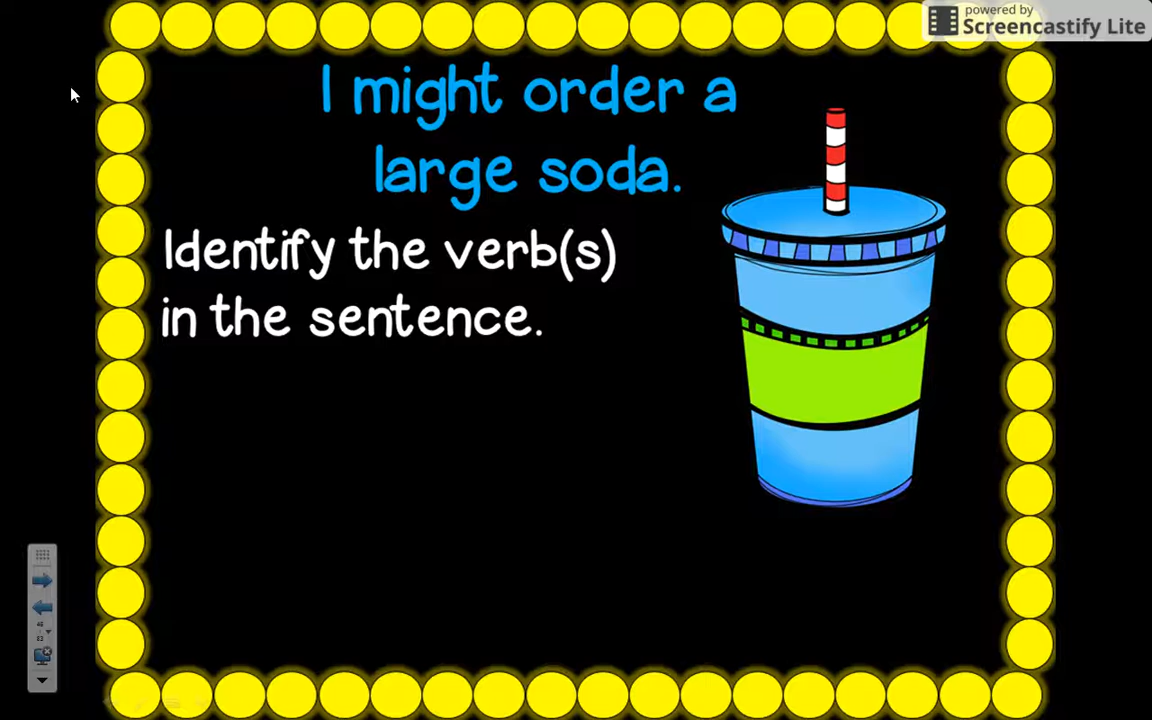 powered by
Screencastify Lite
I might order a
large soda.
Identify the verb(s)
in the sentence.